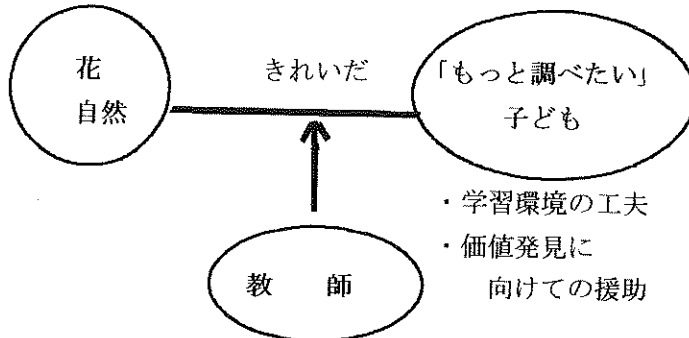 花
自然
きれいだ
「もっと調べたい」
子ども
・学習環境の工夫
・価値発見に
向けての援助
教 師